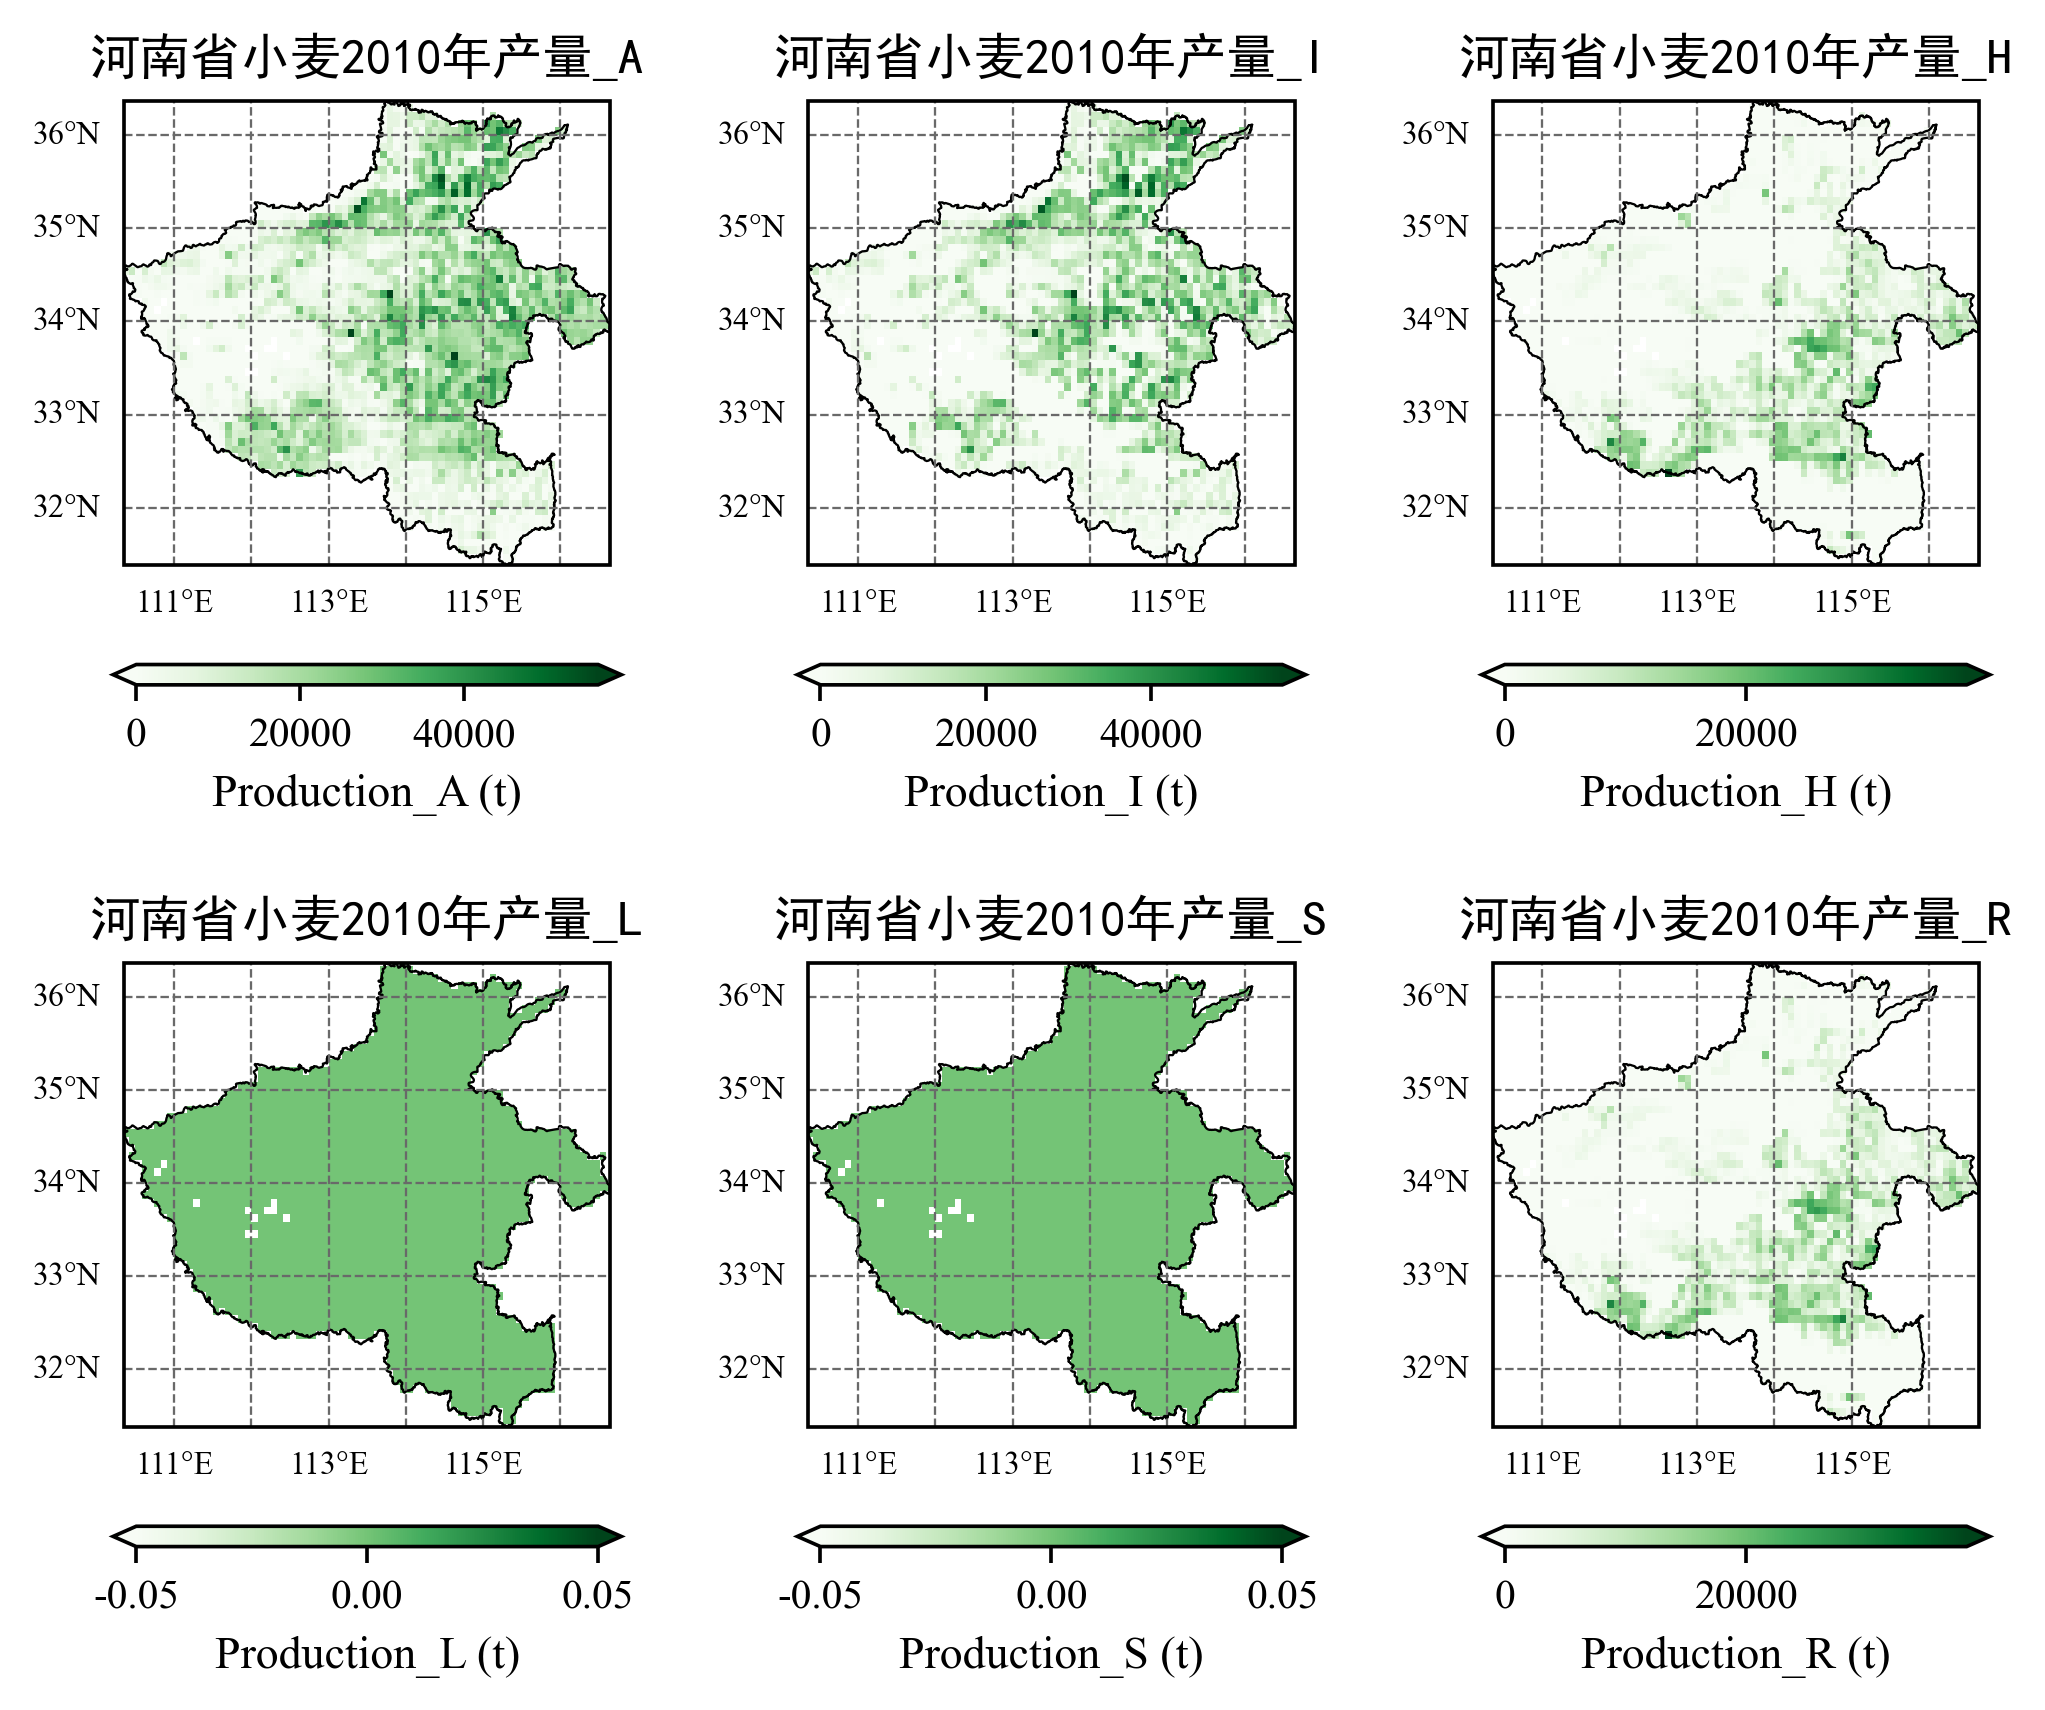 河南省小麦2010年产量_A
36°N
35°N
34°N
33°N
32°N
111°E 113°E 115°E
0 20000 40000
Production_A (t)
河南省小麦2010年产量_I
36°N
35°N
34°N
33°N
32°N
111°E 113°E 115°E
0 20000 40000
Production_I (t)
河南省小麦2010年产量_H
36°N
35°N
34°N
33°N
32°N
111°E 113°E 115°E
0 20000
Production_H (t)
河南省小麦2010年产量_L
36°N
35°N
34°N
33°N
32°N
111°E 113°E 115°E
-0.05 0.00 0.05
Production_L (t)
河南省小麦2010年产量_S
36°N
35°N
34°N
33°N
32°N
111°E 113°E 115°E
-0.05 0.00 0.05
Production_S (t)
河南省小麦2010年产量_R
36°N
35°N
34°N
33°N
32°N
111°E 113°E 115°E
0 20000
Production_R (t)